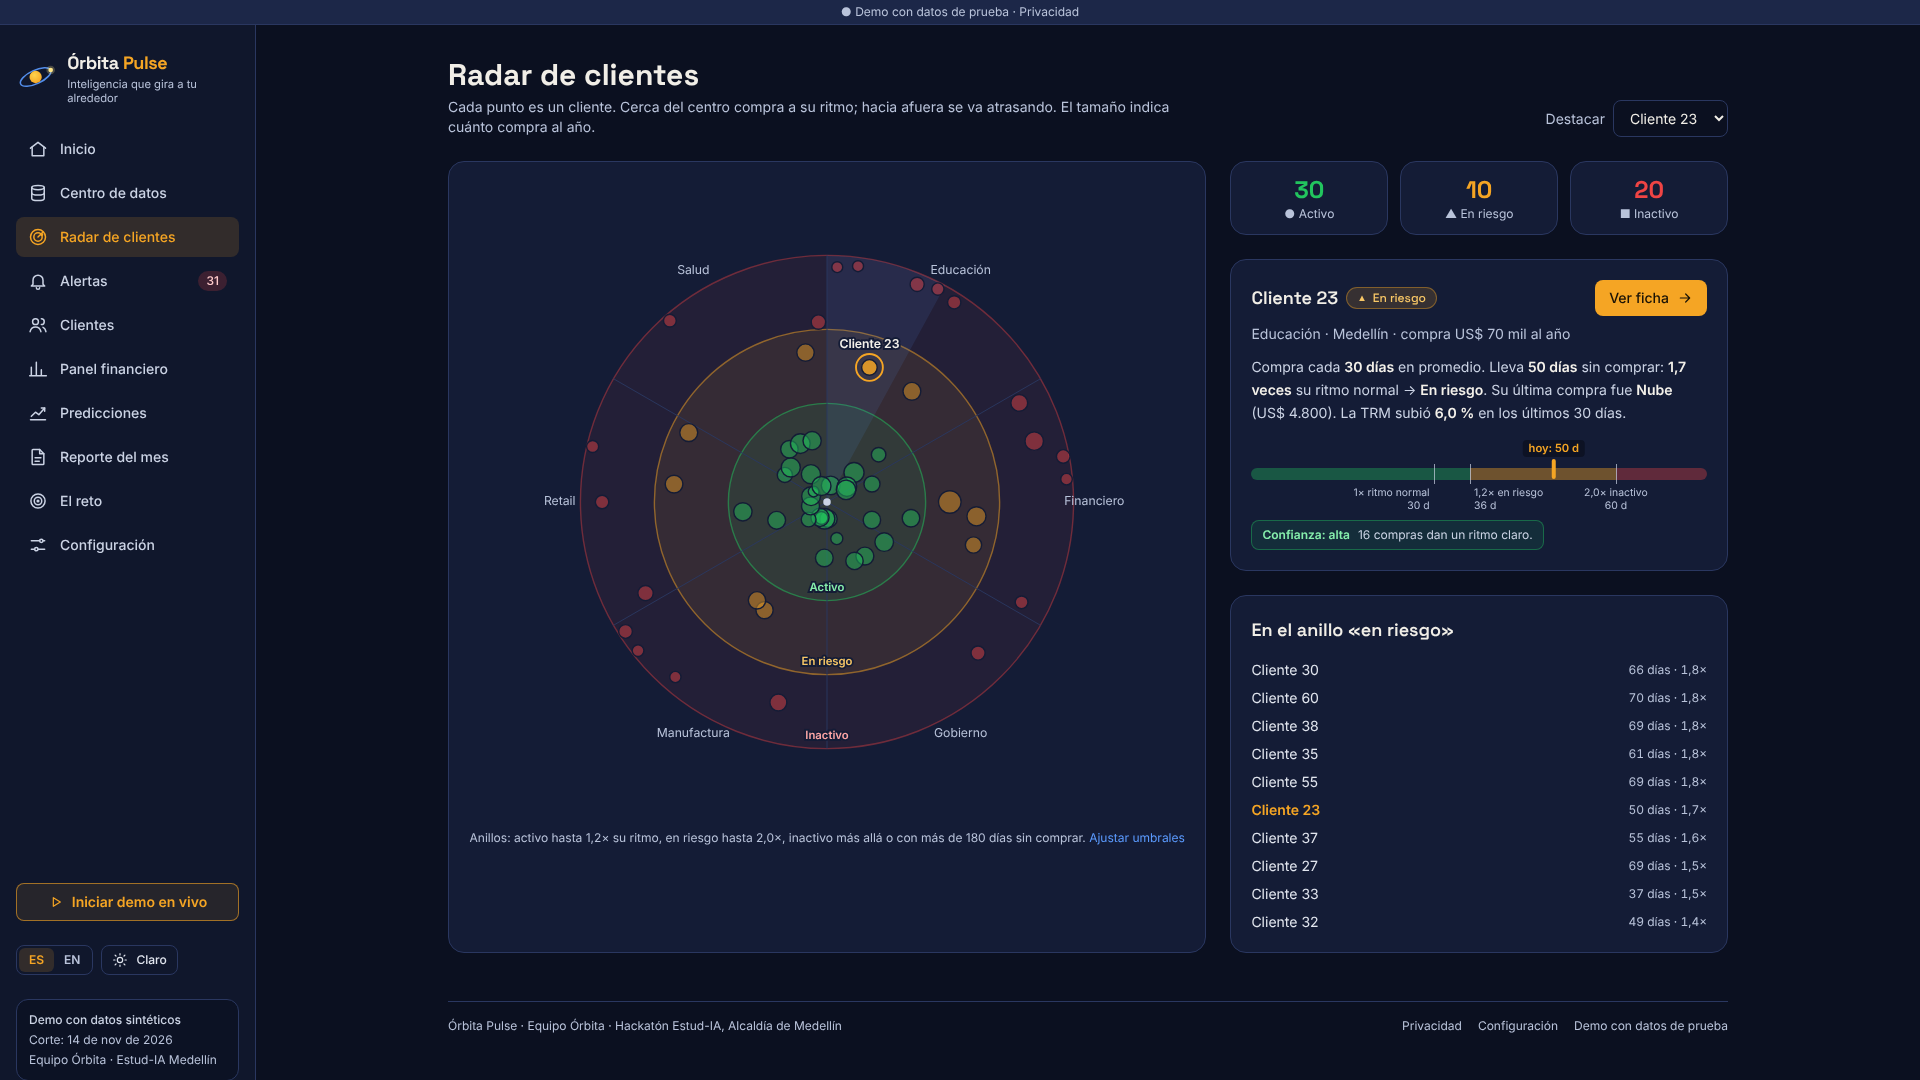 ● Demo con datos de prueba · Privacidad
Órbita Pulse
Inteligencia que gira a tu
alrededor
Inicio
Centro de datos
Radar de clientes
Alertas 31
Clientes
Panel financiero
Predicciones
Reporte del mes
El reto
Configuración
Iniciar demo en vivo
ES EN Claro
Demo con datos sintéticos
Corte: 14 de nov de 2026
Equipo Órbita · Estud-IA Medellín
Radar de clientes
Cada punto es un cliente. Cerca del centro compra a su ritmo; hacia afuera se va atrasando. El tamaño indica
cuánto compra al año.
Destacar Cliente 23
Salud
Educación
Cliente 23
Retail
Financiero
Activo
En riesgo
Manufactura
Inactivo
Gobierno
Anillos: activo hasta 1,2× su ritmo, en riesgo hasta 2,0×, inactivo más allá o con más de 180 días sin comprar. Ajustar umbrales
30
● Activo
10
▲ En riesgo
20
■ Inactivo
Cliente 23 ▲ En riesgo
Ver ficha →
Educación · Medellín · compra US$ 70 mil al año
Compra cada 30 días en promedio. Lleva 50 días sin comprar: 1,7
veces su ritmo normal → En riesgo. Su última compra fue Nube
(US$ 4.800). La TRM subió 6,0 % en los últimos 30 días.
hoy: 50 d
1× ritmo normal 1,2× en riesgo 2,0× inactivo
30 d 36 d 60 d
Confianza: alta 16 compras dan un ritmo claro.
En el anillo «en riesgo»
Cliente 30 66 días · 1,8×
Cliente 60 70 días · 1,8×
Cliente 38 69 días · 1,8×
Cliente 35 61 días · 1,8×
Cliente 55 69 días · 1,8×
Cliente 23 50 días · 1,7×
Cliente 37 55 días · 1,6×
Cliente 27 69 días · 1,5×
Cliente 33 37 días · 1,5×
Cliente 32 49 días · 1,4×
Órbita Pulse · Equipo Órbita · Hackatón Estud-IA, Alcaldía de Medellín
Privacidad Configuración Demo con datos de prueba